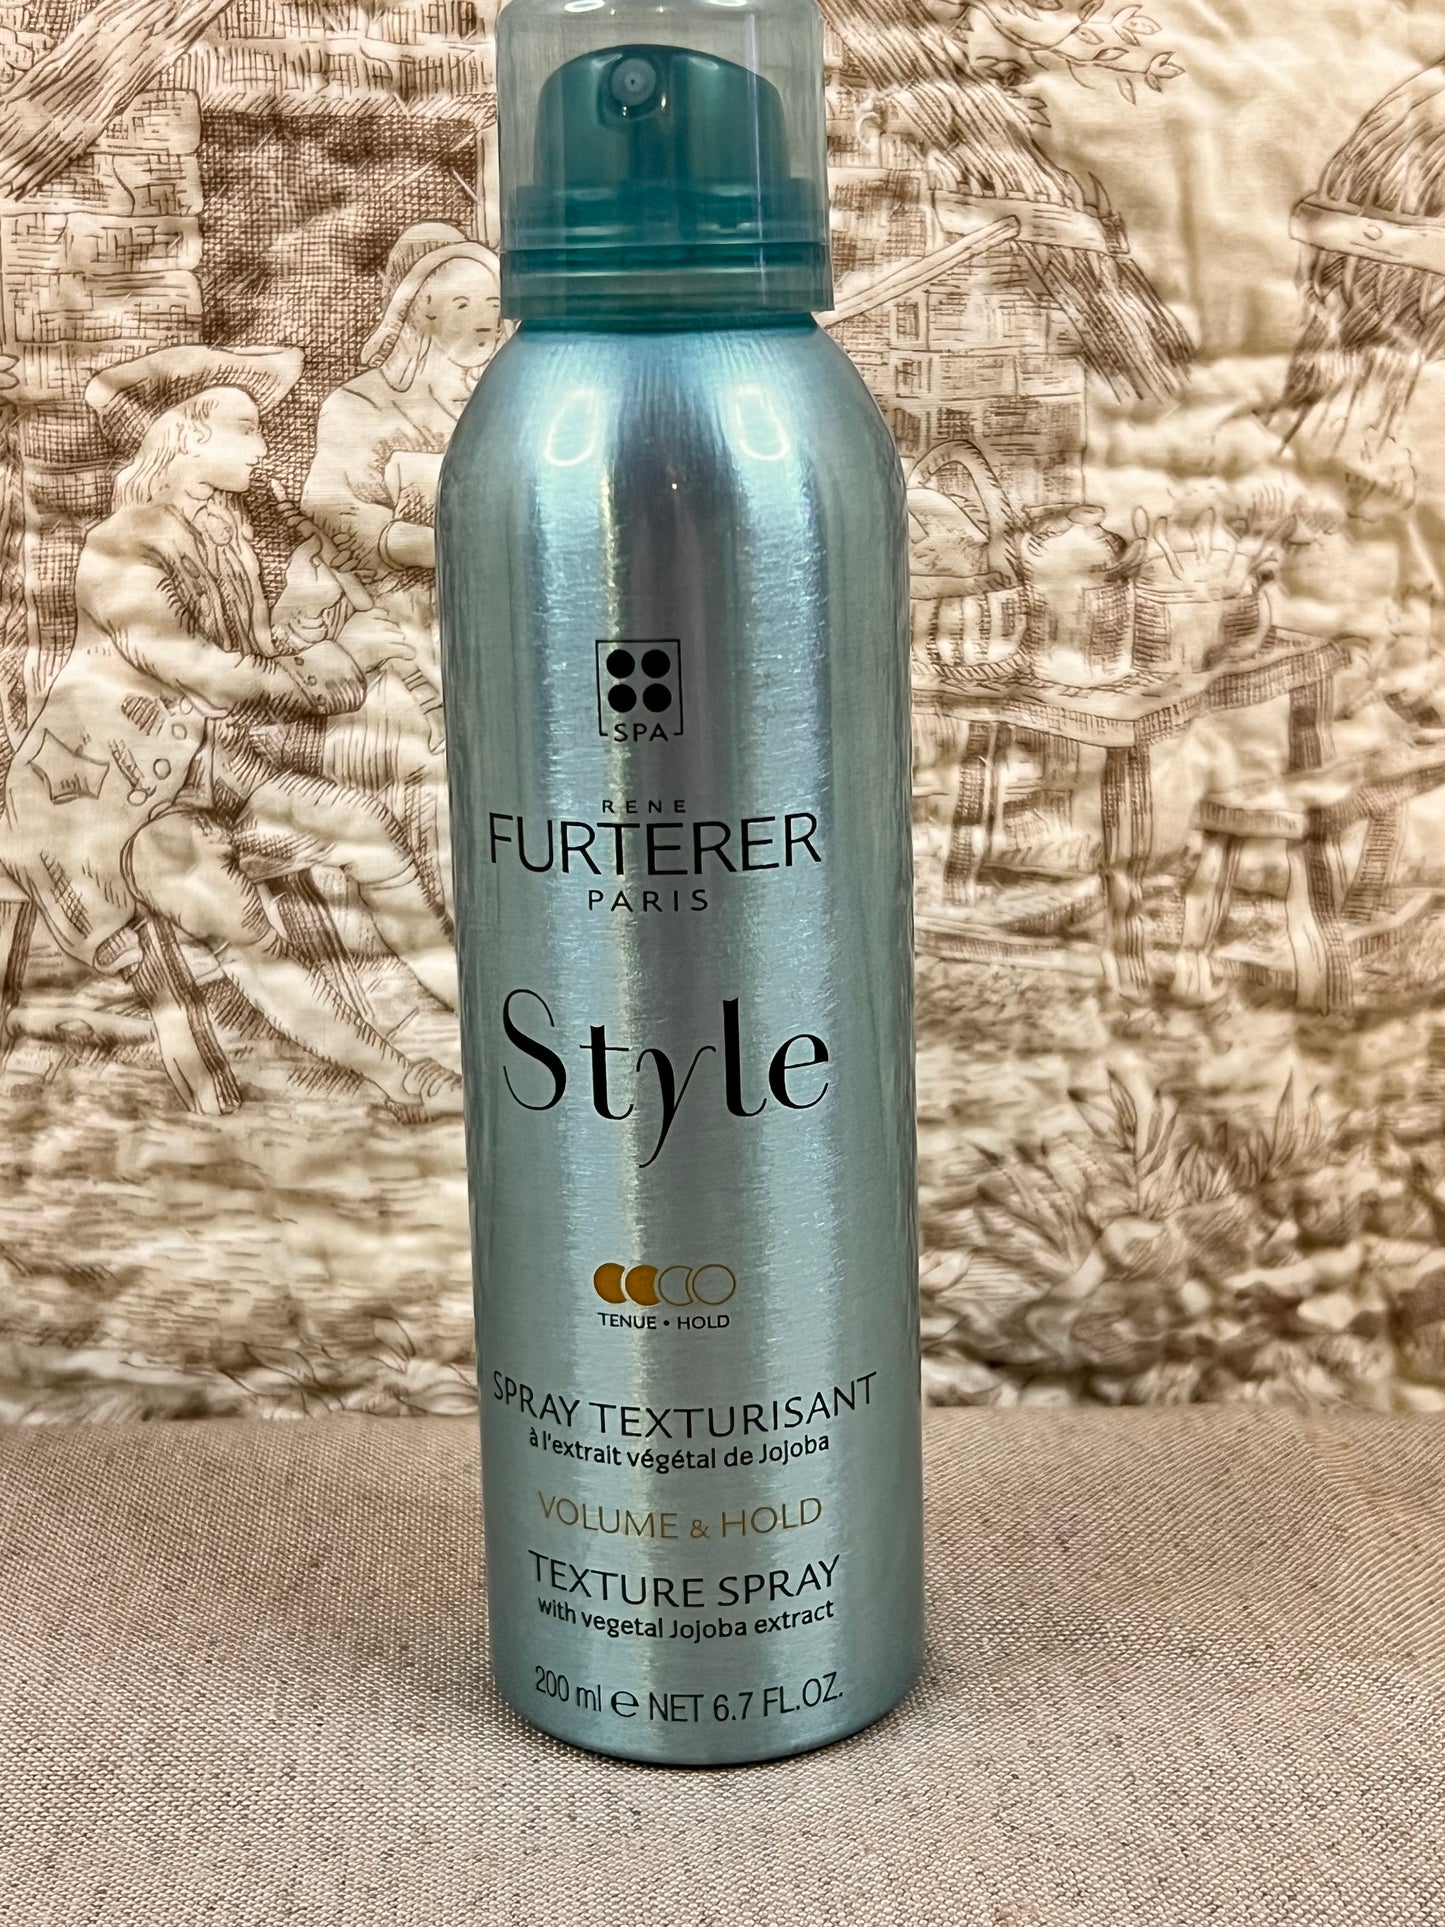 SPA
RENE
FURTERER
PARIS
Style
TENUE • HOLD
SPRAY TEXTURISANT
à l'extrait végétal de Jojoba
VOLUME & HOLD
TEXTURE SPRAY
with vegetal Jojoba extract
200 ml ℮ NET 6.7 FL.OZ.